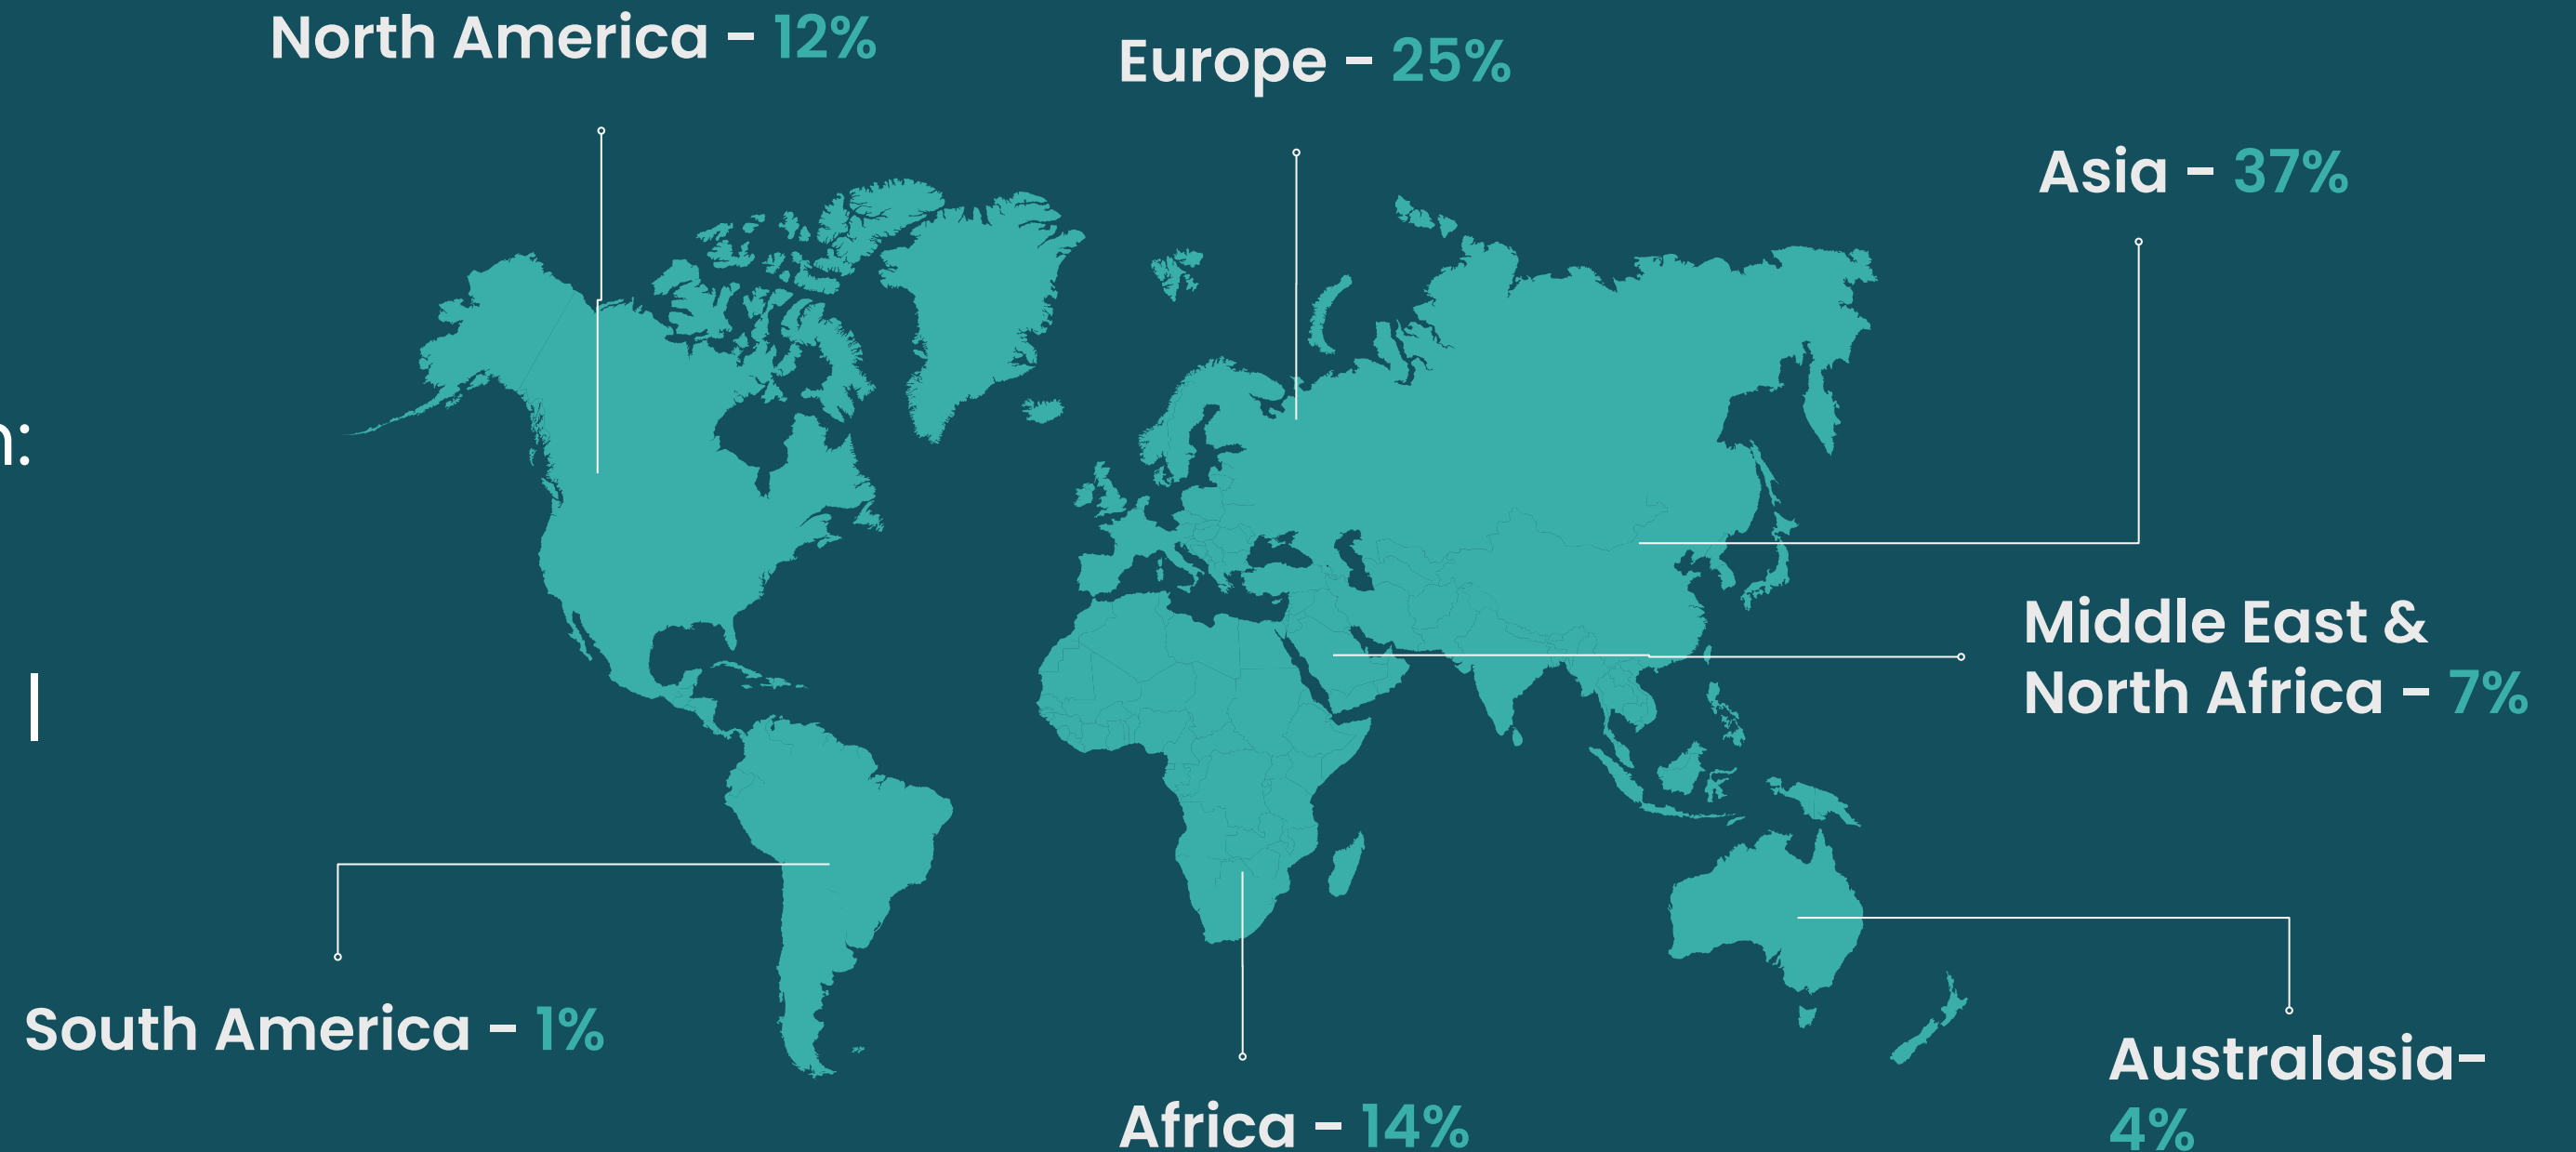 North America - 12%
Europe - 25%
Asia - 37%
Middle East &
North Africa - 7%
South America - 1%
Africa - 14%
Australasia-
4%